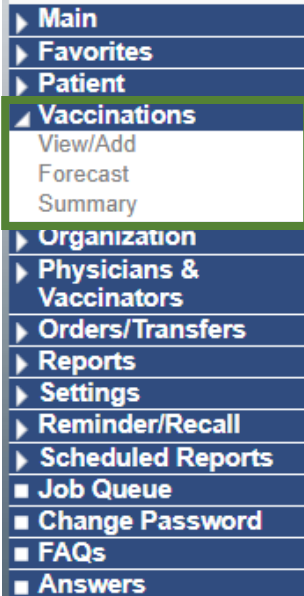 Main
Favorites
Patient
Vaccinations
View/Add
Forecast
Summary
Organization
Physicians &
Vaccinators
Orders/Transfers
Reports
Settings
Reminder/Recall
Scheduled Reports
Job Queue
Change Password
FAQs
Answers